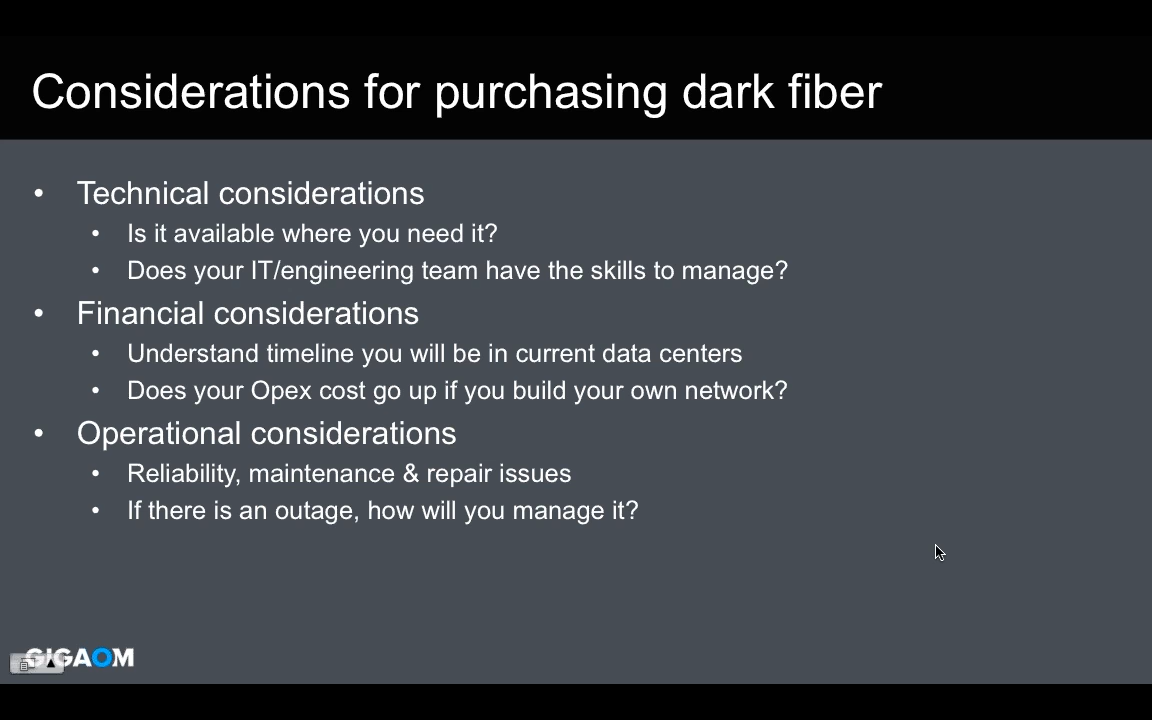 Considerations for purchasing dark fiber
• Technical considerations
• Is it available where you need it?
• Does your IT/engineering team have the skills to manage?
• Financial considerations
• Understand timeline you will be in current data centers
• Does your Opex cost go up if you build your own network?
• Operational considerations
• Reliability, maintenance & repair issues
• If there is an outage, how will you manage it?
GIGAOM